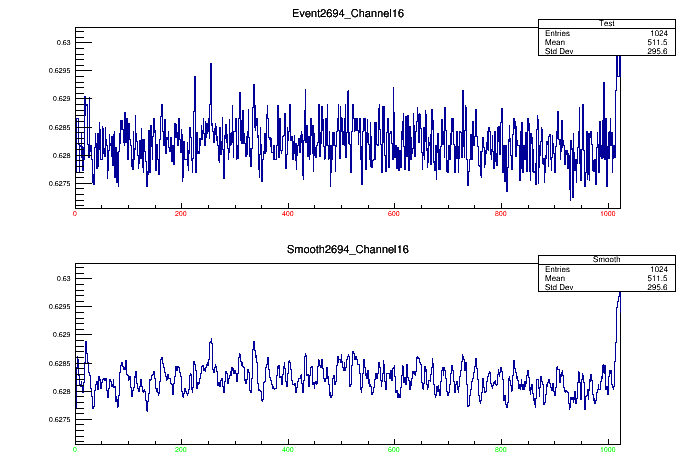 Event2694_Channel16
Test
Entries 1024
Mean 511.5
Std Dev 295.6
0.63
0.6295
0.629
0.6285
0.628
0.6275
0 200 400 600 800 1000
Smooth2694_Channel16
Smooth
Entries 1024
Mean 511.5
Std Dev 295.6
0.63
0.6295
0.629
0.6285
0.628
0.6275
0 200 400 600 800 1000